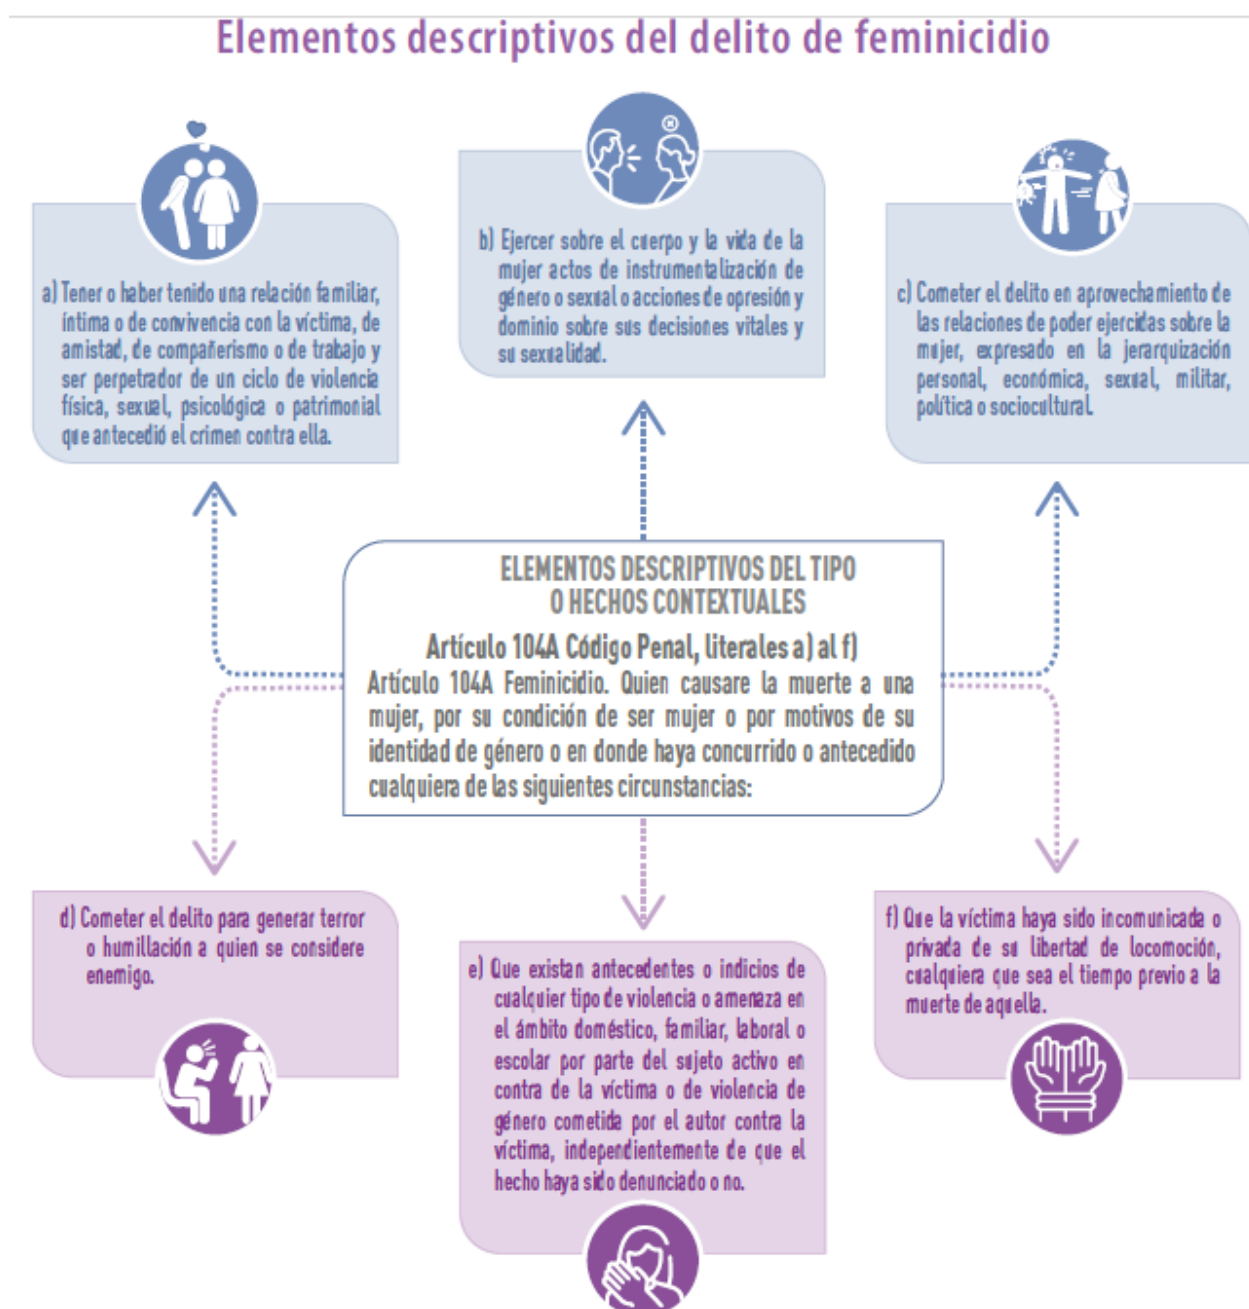 Elementos descriptivos del delito de feminicidio
a) Tener o haber tenido una relación familiar,
íntima o de convivencia con la víctima, de
amistad, de compañerismo o de trabajo y
ser perpetrador de un ciclo de violencia
física, sexual, psicológica o patrimonial
que antecedió el crimen contra ella.
b) Ejercer sobre el cuerpo y la vida de la
mujer actos de instrumentalización de
género o sexual o acciones de opresión y
dominio sobre sus decisiones vitales y
su sexualidad.
c) Cometer el delito en aprovechamiento de
las relaciones de poder ejercidas sobre la
mujer, expresado en la jerarquización
personal, económica, sexual, militar,
política o sociocultural.
ELEMENTOS DESCRIPTIVOS DEL TIPO
O HECHOS CONTEXTUALES
Artículo 104A Código Penal, literales a) al f)
Artículo 104A Feminicidio. Quien causare la muerte a una
mujer, por su condición de ser mujer o por motivos de su
identidad de género o en donde haya concurrido o antecedido
cualquiera de las siguientes circunstancias:
d) Cometer el delito para generar terror
o humillación a quien se considere
enemigo.
e) Que existan antecedentes o indicios de
cualquier tipo de violencia o amenaza en
el ámbito doméstico, familiar, laboral o
escolar por parte del sujeto activo en
contra de la víctima o de violencia de
género cometida por el autor contra la
víctima, independientemente de que el
hecho haya sido denunciado o no.
f) Que la víctima haya sido incomunicada o
privada de su libertad de locomoción,
cualquiera que sea el tiempo previo a la
muerte de aquella.